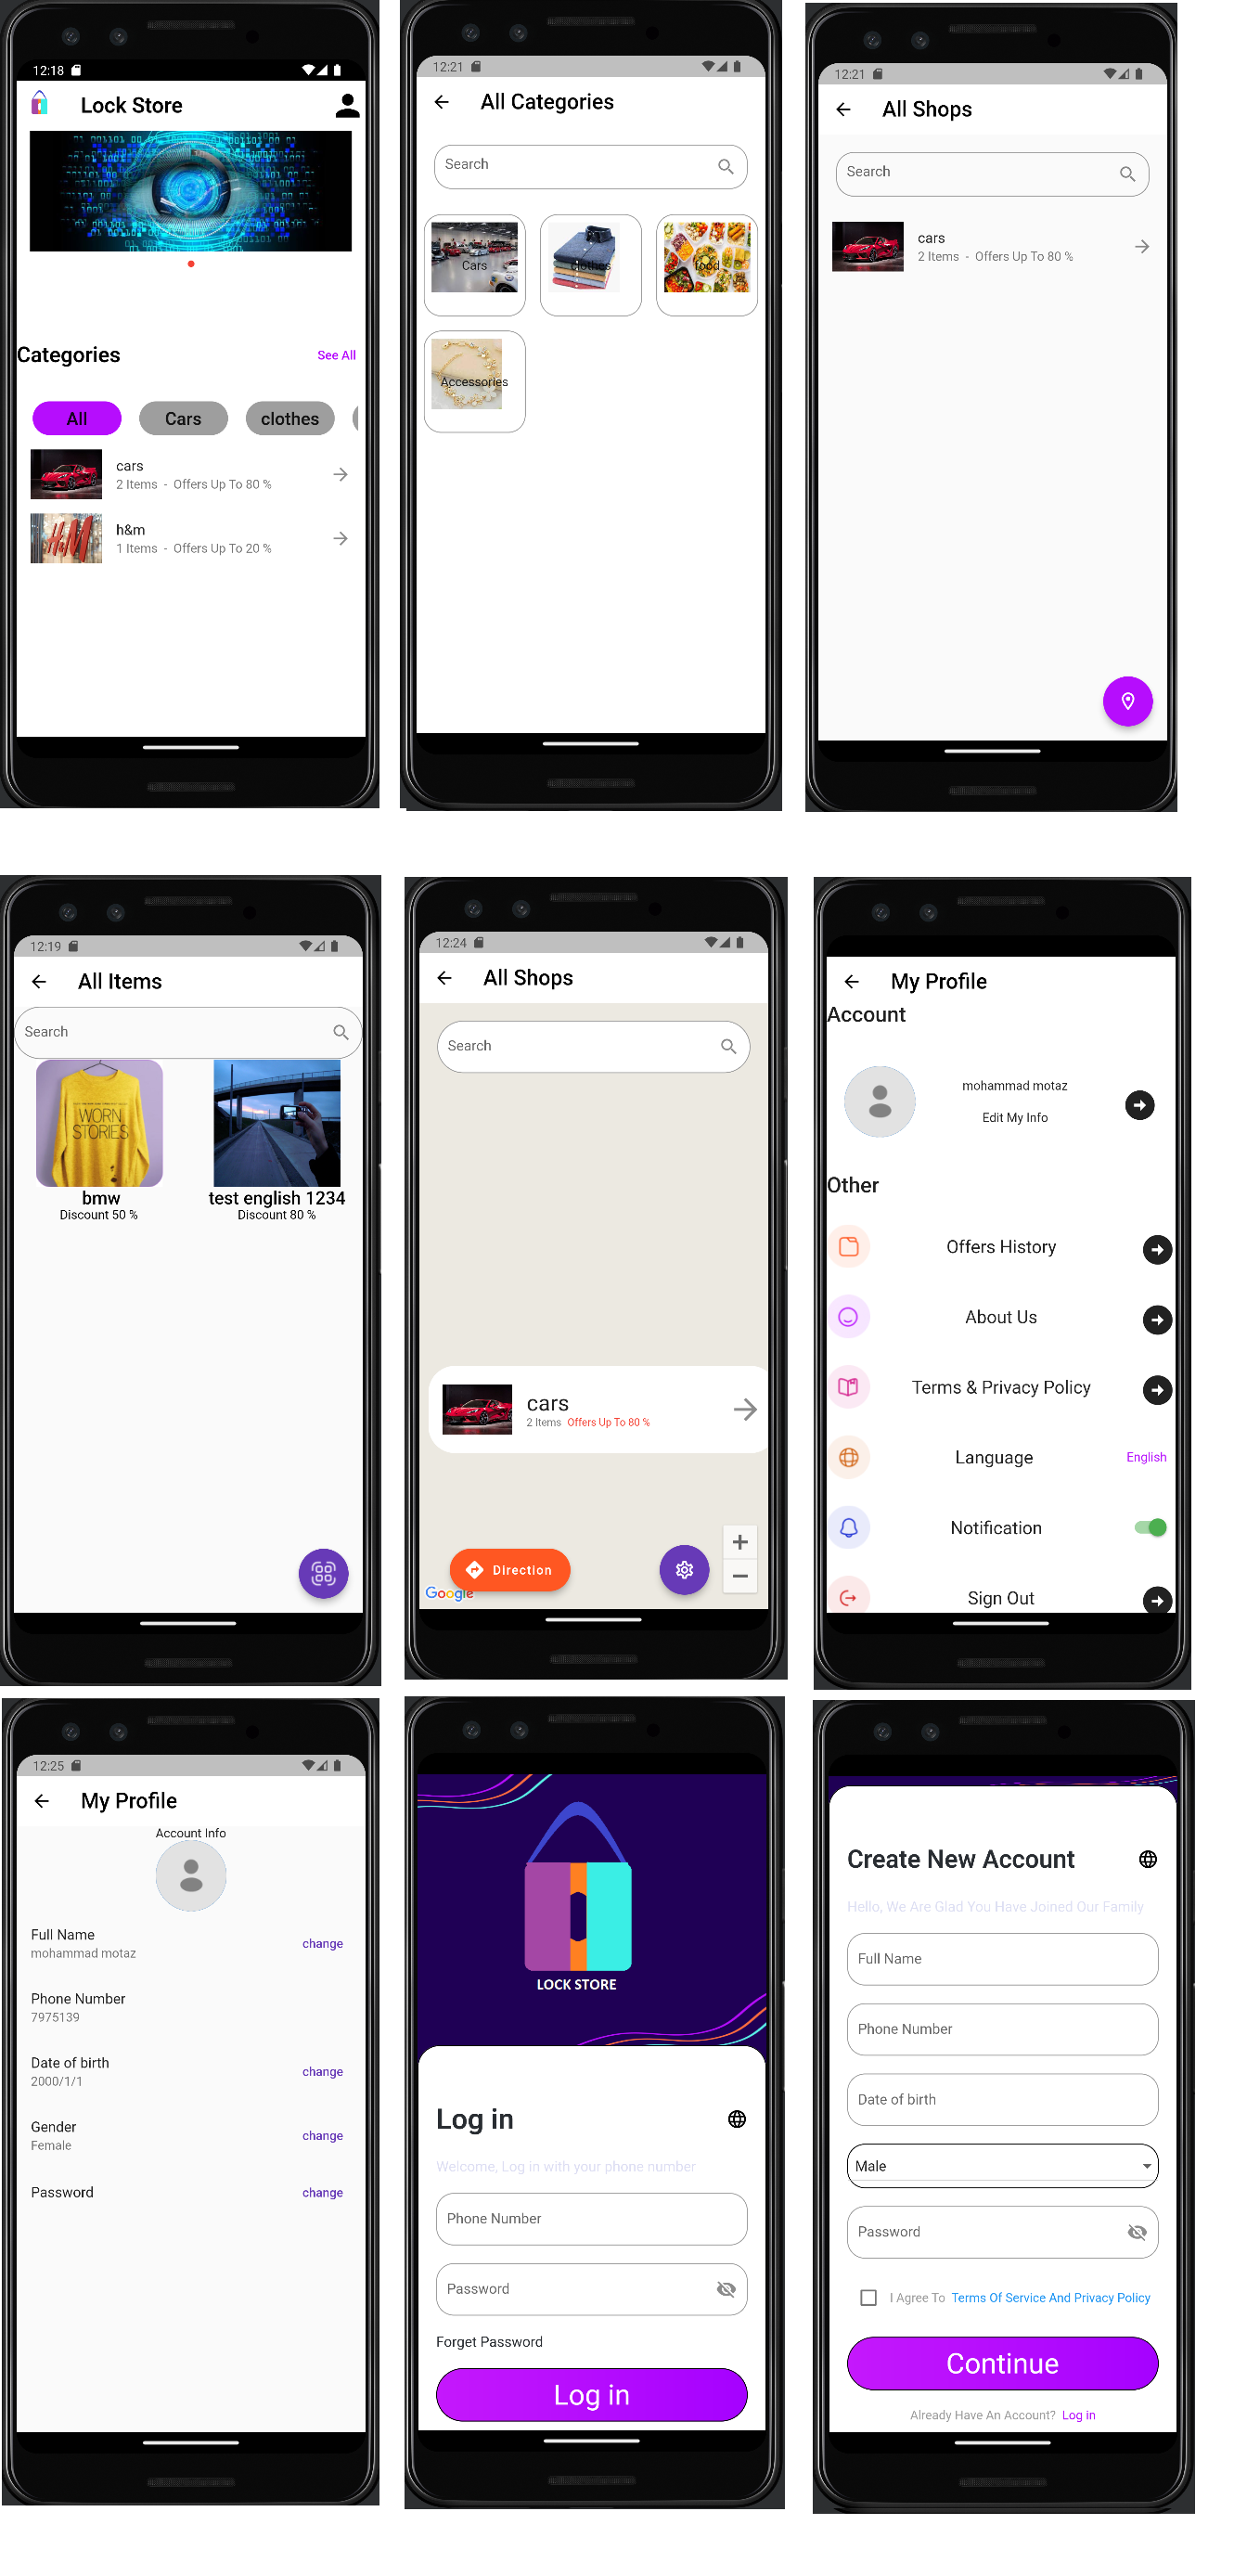 12:18
Lock Store
Categories
See All
All
Cars
clothes
cars
2 Items - Offers Up To 80 %
H&M
h&m
1 Items - Offers Up To 20 %
12:21
All Categories
Search
Cars
clothes
food
Accessories
12:21
All Shops
Search
cars
2 Items - Offers Up To 80 %
12:19
All Items
Search
WORN
STORIES
bmw
Discount 50 %
test english 1234
Discount 80 %
12:24
All Shops
Search
cars
2 Items Offers Up To 80 %
+
Direction
−
Google
My Profile
Account
mohammad motaz
Edit My Info
Other
Offers History
About Us
Terms & Privacy Policy
Language
English
Notification
Sign Out
12:25
My Profile
Account Info
Full Name
mohammad motaz
change
Phone Number
7975139
Date of birth
2000/1/1
change
Gender
Female
change
Password
change
LOCK STORE
Log in
Welcome, Log in with your phone number
Phone Number
Password
Forget Password
Log in
Create New Account
Hello, We Are Glad You Have Joined Our Family
Full Name
Phone Number
Date of birth
Male
Password
I Agree To Terms Of Service And Privacy Policy
Continue
Already Have An Account? Log in